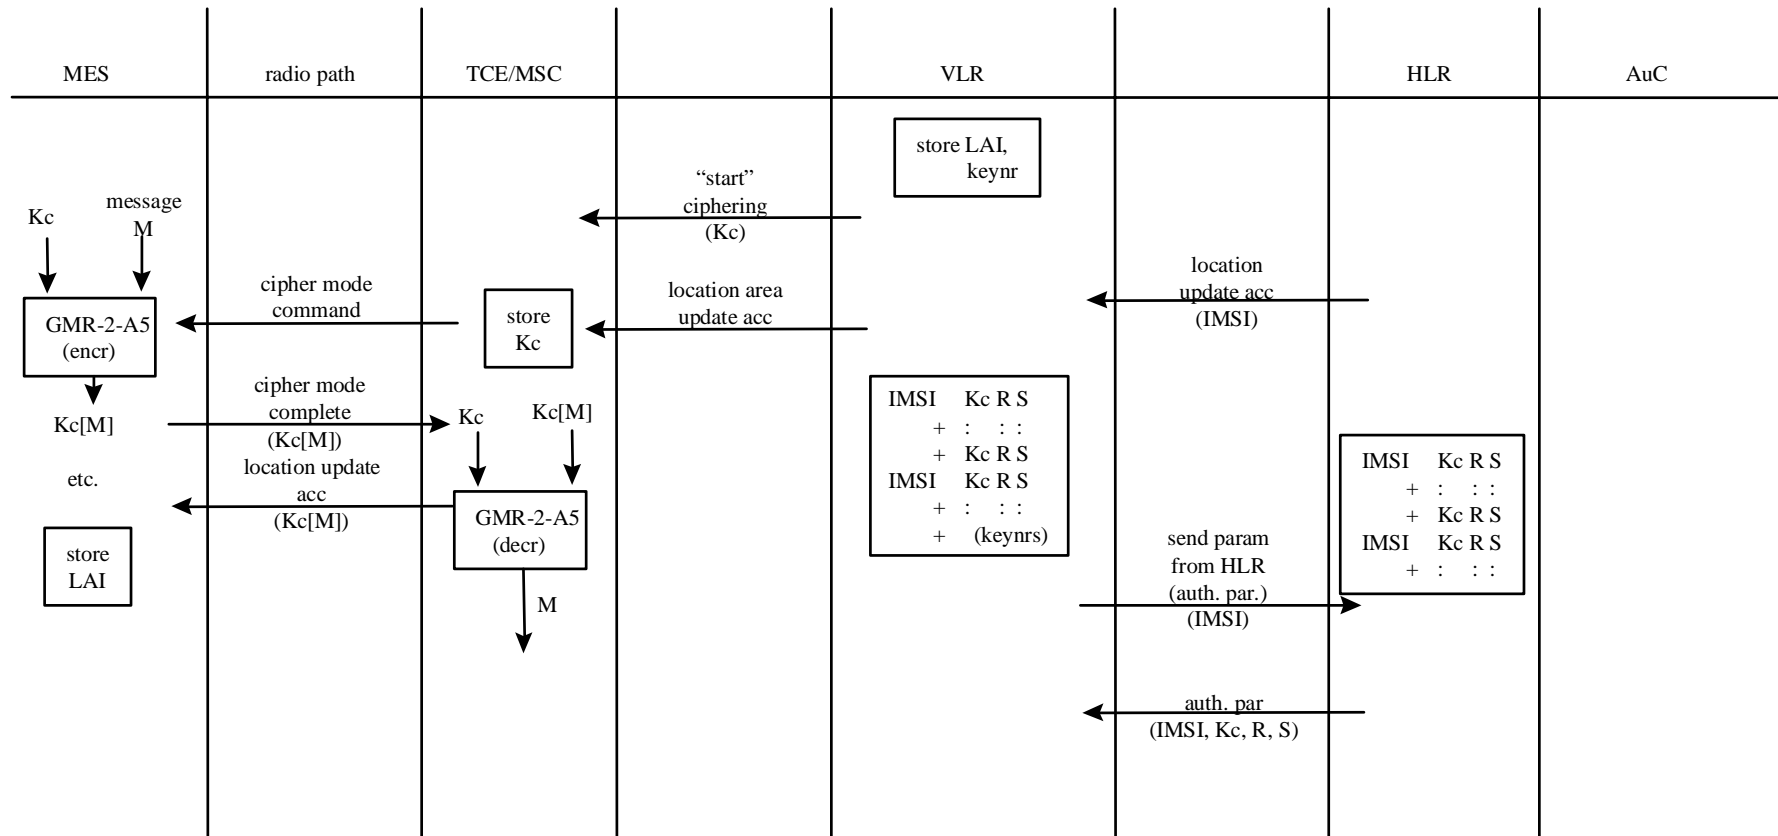 MES radio path TCE/MSC VLR HLR AuC
store LAI,
keynr
“start”
ciphering
(Kc)
Kc
message
M
location
update acc
(IMSI)
cipher mode
command
location area
update acc
GMR-2-A5
(encr)
store
Kc
cipher mode
complete
(Kc[M])
Kc[M]
Kc
Kc[M]
IMSI Kc R S
+ : : :
+ Kc R S
IMSI Kc R S
+ : : :
+ (keynrs)
IMSI Kc R S
+ : : :
+ Kc R S
IMSI Kc R S
+ : : :
etc.
location update
acc
(Kc[M])
GMR-2-A5
(decr)
store
LAI
M
send param
from HLR
(auth. par.)
(IMSI)
auth. par
(IMSI, Kc, R, S)